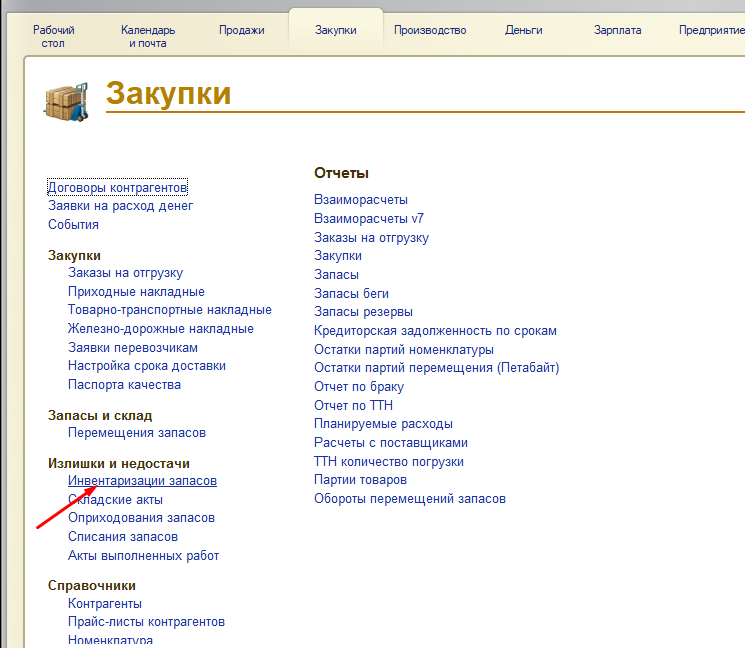 Рабочий стол
Календарь и почта
Продажи
Закупки
Производство
Деньги
Зарплата
Предприятие
Закупки
Договоры контрагентов
Заявки на расход денег
События
Закупки
Заказы на отгрузку
Приходные накладные
Товарно-транспортные накладные
Железно-дорожные накладные
Заявки перевозчикам
Настройка срока доставки
Паспорта качества
Запасы и склад
Перемещения запасов
Излишки и недостачи
Инвентаризации запасов
Складские акты
Оприходования запасов
Списания запасов
Акты выполненных работ
Справочники
Контрагенты
Прайс-листы контрагентов
Номенклатура
Отчеты
Взаиморасчеты
Взаиморасчеты v7
Заказы на отгрузку
Закупки
Запасы
Запасы беги
Запасы резервы
Кредиторская задолженность по срокам
Остатки партий номенклатуры
Остатки партий перемещения (Петабайт)
Отчет по браку
Отчет по ТТН
Планируемые расходы
Расчеты с поставщиками
ТТН количество погрузки
Партии товаров
Обороты перемещений запасов